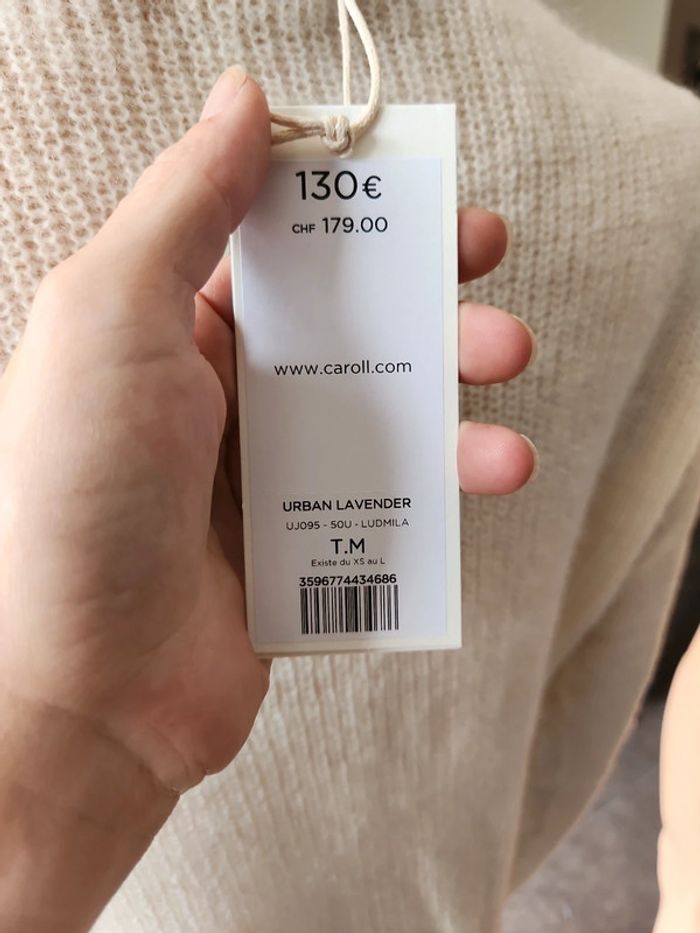 130€
CHF 179.00
www.caroll.com
URBAN LAVENDER
UJ095 - 50U - LUDMILA
T.M
Existe du XS au L
3596774434686